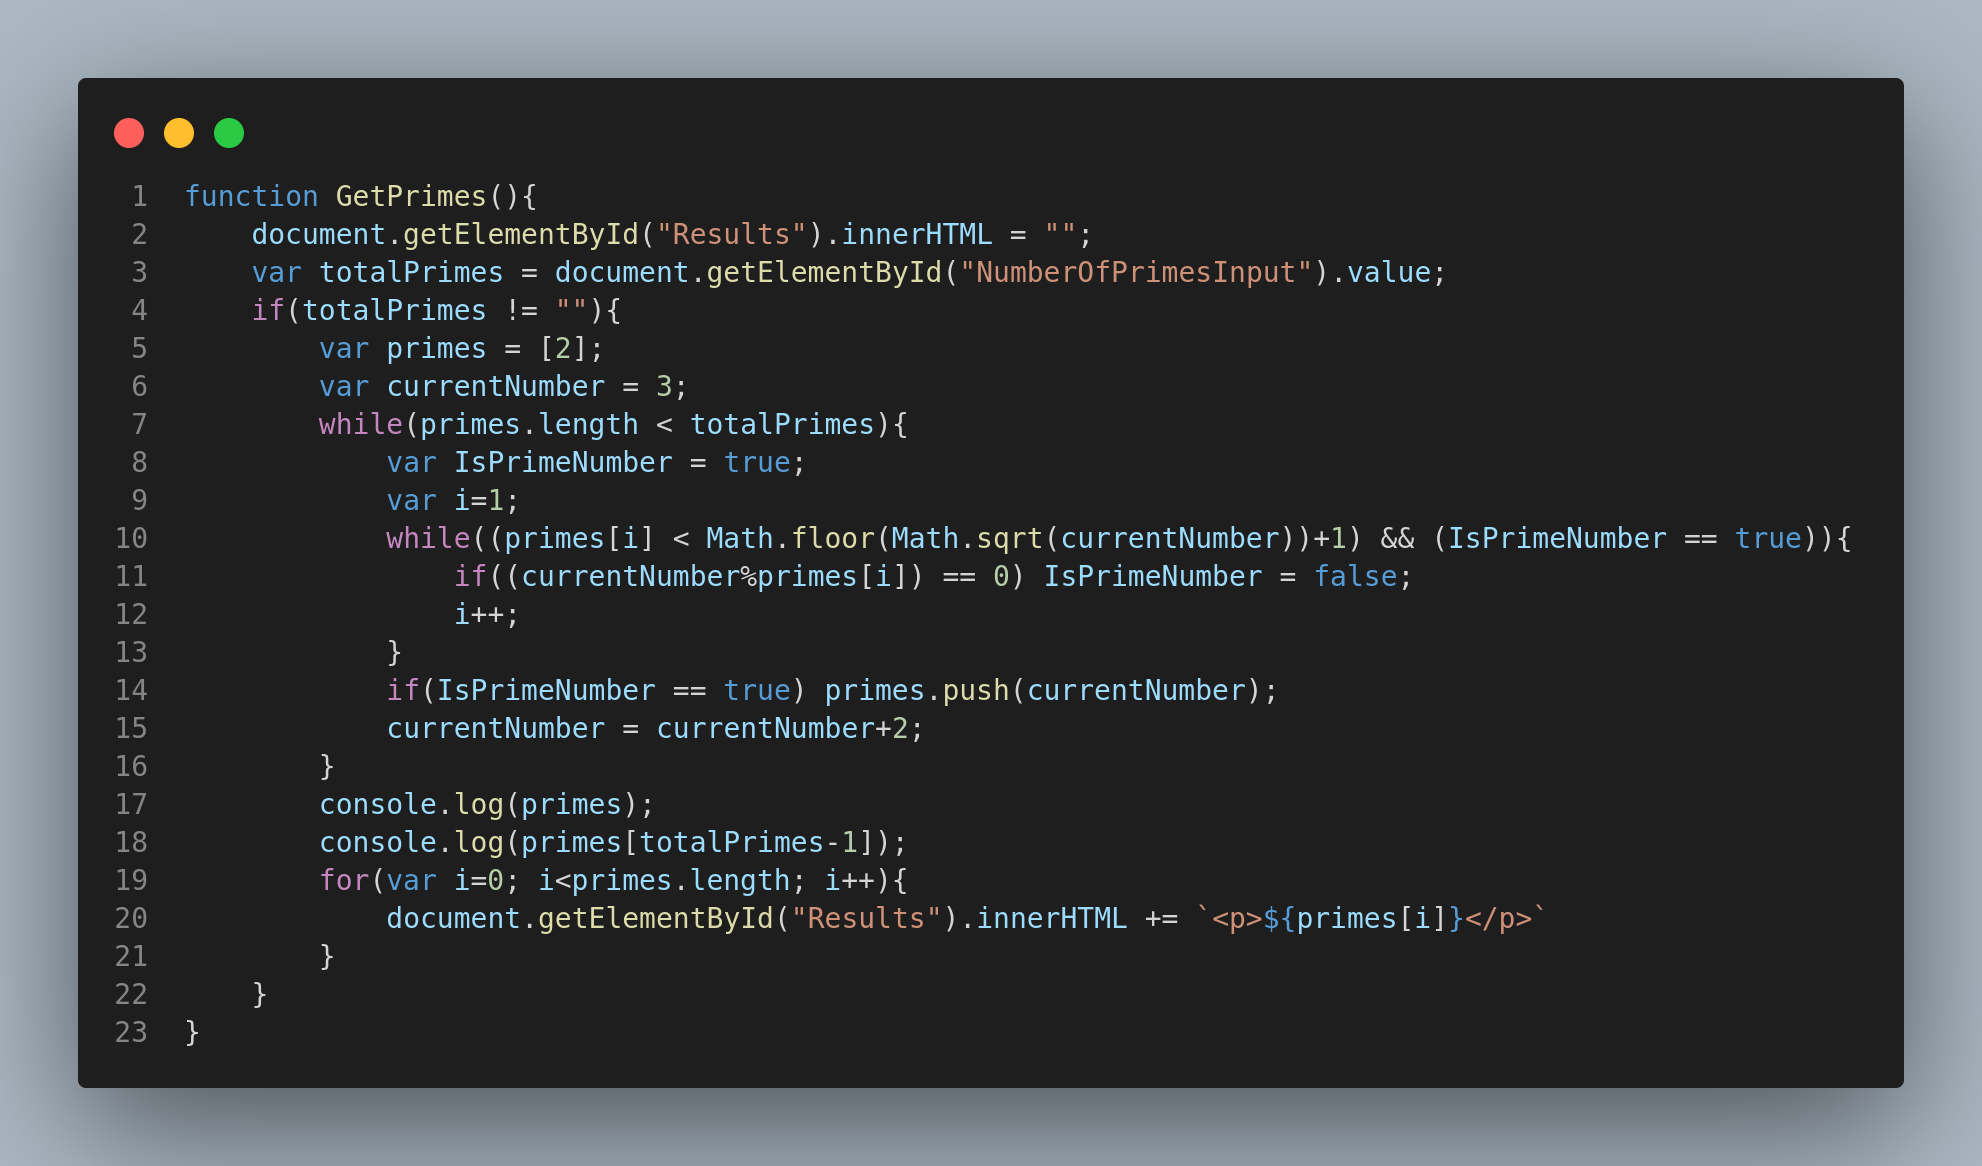 1 function GetPrimes(){
2     document.getElementById("Results").innerHTML = "";
3     var totalPrimes = document.getElementById("NumberOfPrimesInput").value;
4     if(totalPrimes != ""){
5         var primes = [2];
6         var currentNumber = 3;
7         while(primes.length < totalPrimes){
8             var IsPrimeNumber = true;
9             var i=1;
10             while((primes[i] < Math.floor(Math.sqrt(currentNumber))+1) && (IsPrimeNumber == true)){
11                 if((currentNumber%primes[i]) == 0) IsPrimeNumber = false;
12                 i++;
13             }
14             if(IsPrimeNumber == true) primes.push(currentNumber);
15             currentNumber = currentNumber+2;
16         }
17         console.log(primes);
18         console.log(primes[totalPrimes-1]);
19         for(var i=0; i<primes.length; i++){
20             document.getElementById("Results").innerHTML += `<p>${primes[i]}</p>`
21         }
22     }
23 }